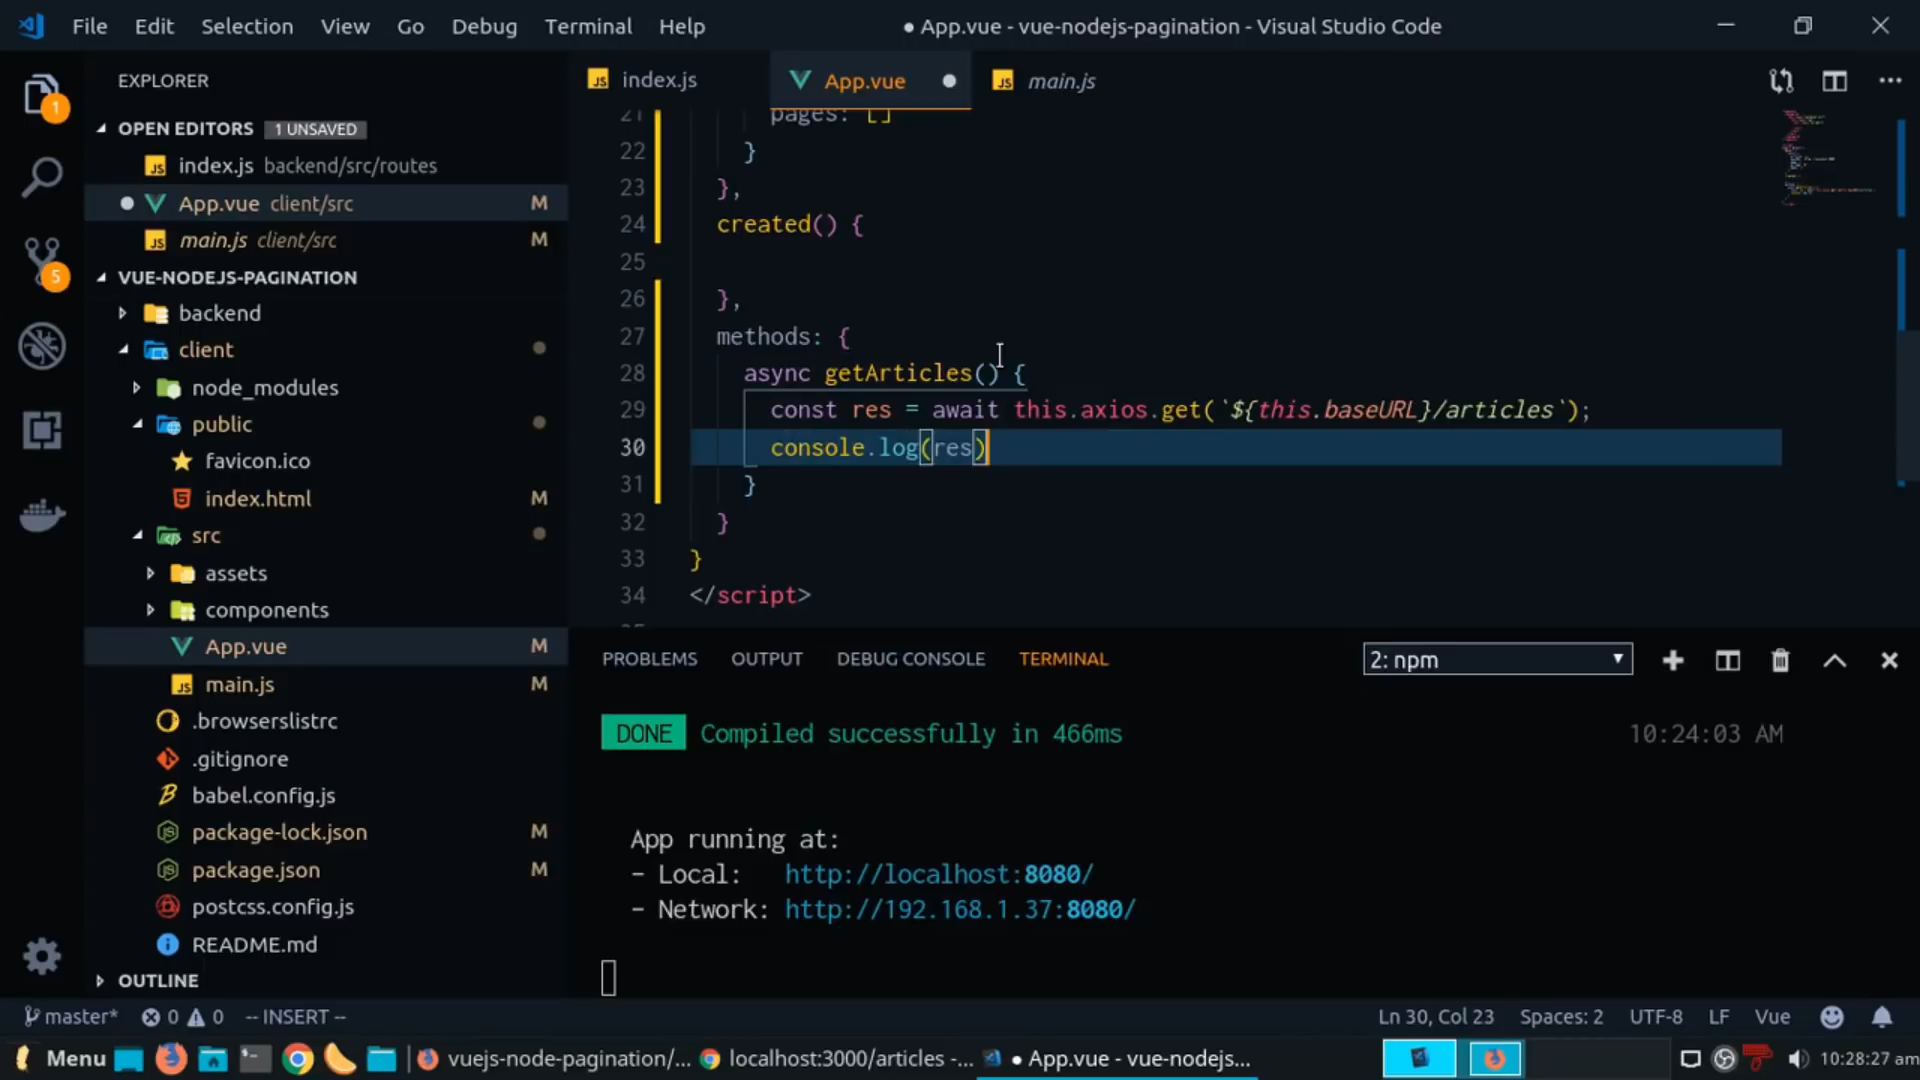 File Edit Selection View Go Debug Terminal Help
● App.vue - vue-nodejs-pagination - Visual Studio Code
EXPLORER
OPEN EDITORS 1 UNSAVED
index.js backend/src/routes
App.vue client/src M
main.js client/src M
VUE-NODEJS-PAGINATION
backend
client
node_modules
public
favicon.ico
index.html M
src
assets
components
App.vue M
main.js M
.browserslistrc
.gitignore
babel.config.js
package-lock.json M
package.json M
postcss.config.js
README.md
OUTLINE
1
5
index.js App.vue main.js
21 pages: []
22 }
23 },
24 created() {
25
26 },
27 methods: {
28 async getArticles() {
29 const res = await this.axios.get(`${this.baseURL}/articles`);
30 console.log(res)
31 }
32 }
33 }
34 </script>
PROBLEMS OUTPUT DEBUG CONSOLE TERMINAL 2: npm
DONE Compiled successfully in 466ms 10:24:03 AM
App running at:
- Local: http://localhost:8080/
- Network: http://192.168.1.37:8080/
master* 0 0 -- INSERT -- Ln 30, Col 23 Spaces: 2 UTF-8 LF Vue
Menu vuejs-node-pagination/... localhost:3000/articles -... ● App.vue - vue-nodejs... 10:28:27 am